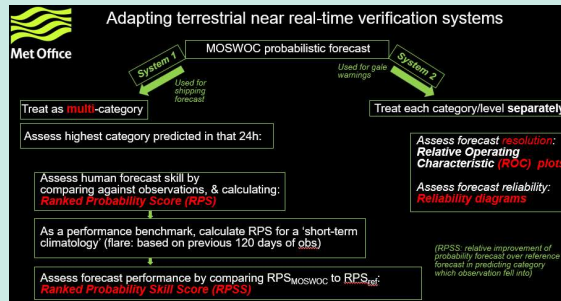 Adapting terrestrial near real-time verification systems
Met Office
MOSWOC probabilistic forecast
System 1
Used for
shipping
forecast
Used for gale
warnings
System 2
Treat as multi-category
Assess highest category predicted in that 24h:
Assess human forecast skill by
comparing against observations, & calculating:
Ranked Probability Score (RPS)
As a performance benchmark, calculate RPS for a ‘short-term
climatology’ (flare: based on previous 120 days of obs)
Assess forecast performance by comparing RPSMOSWOC to RPSref:
Ranked Probability Skill Score (RPSS)
Treat each category/level separately
Assess forecast resolution:
Relative Operating
Characteristic (ROC) plots
Assess forecast reliability:
Reliability diagrams
(RPSS: relative improvement of
probability forecast over reference
forecast in predicting category
which observation fell into)